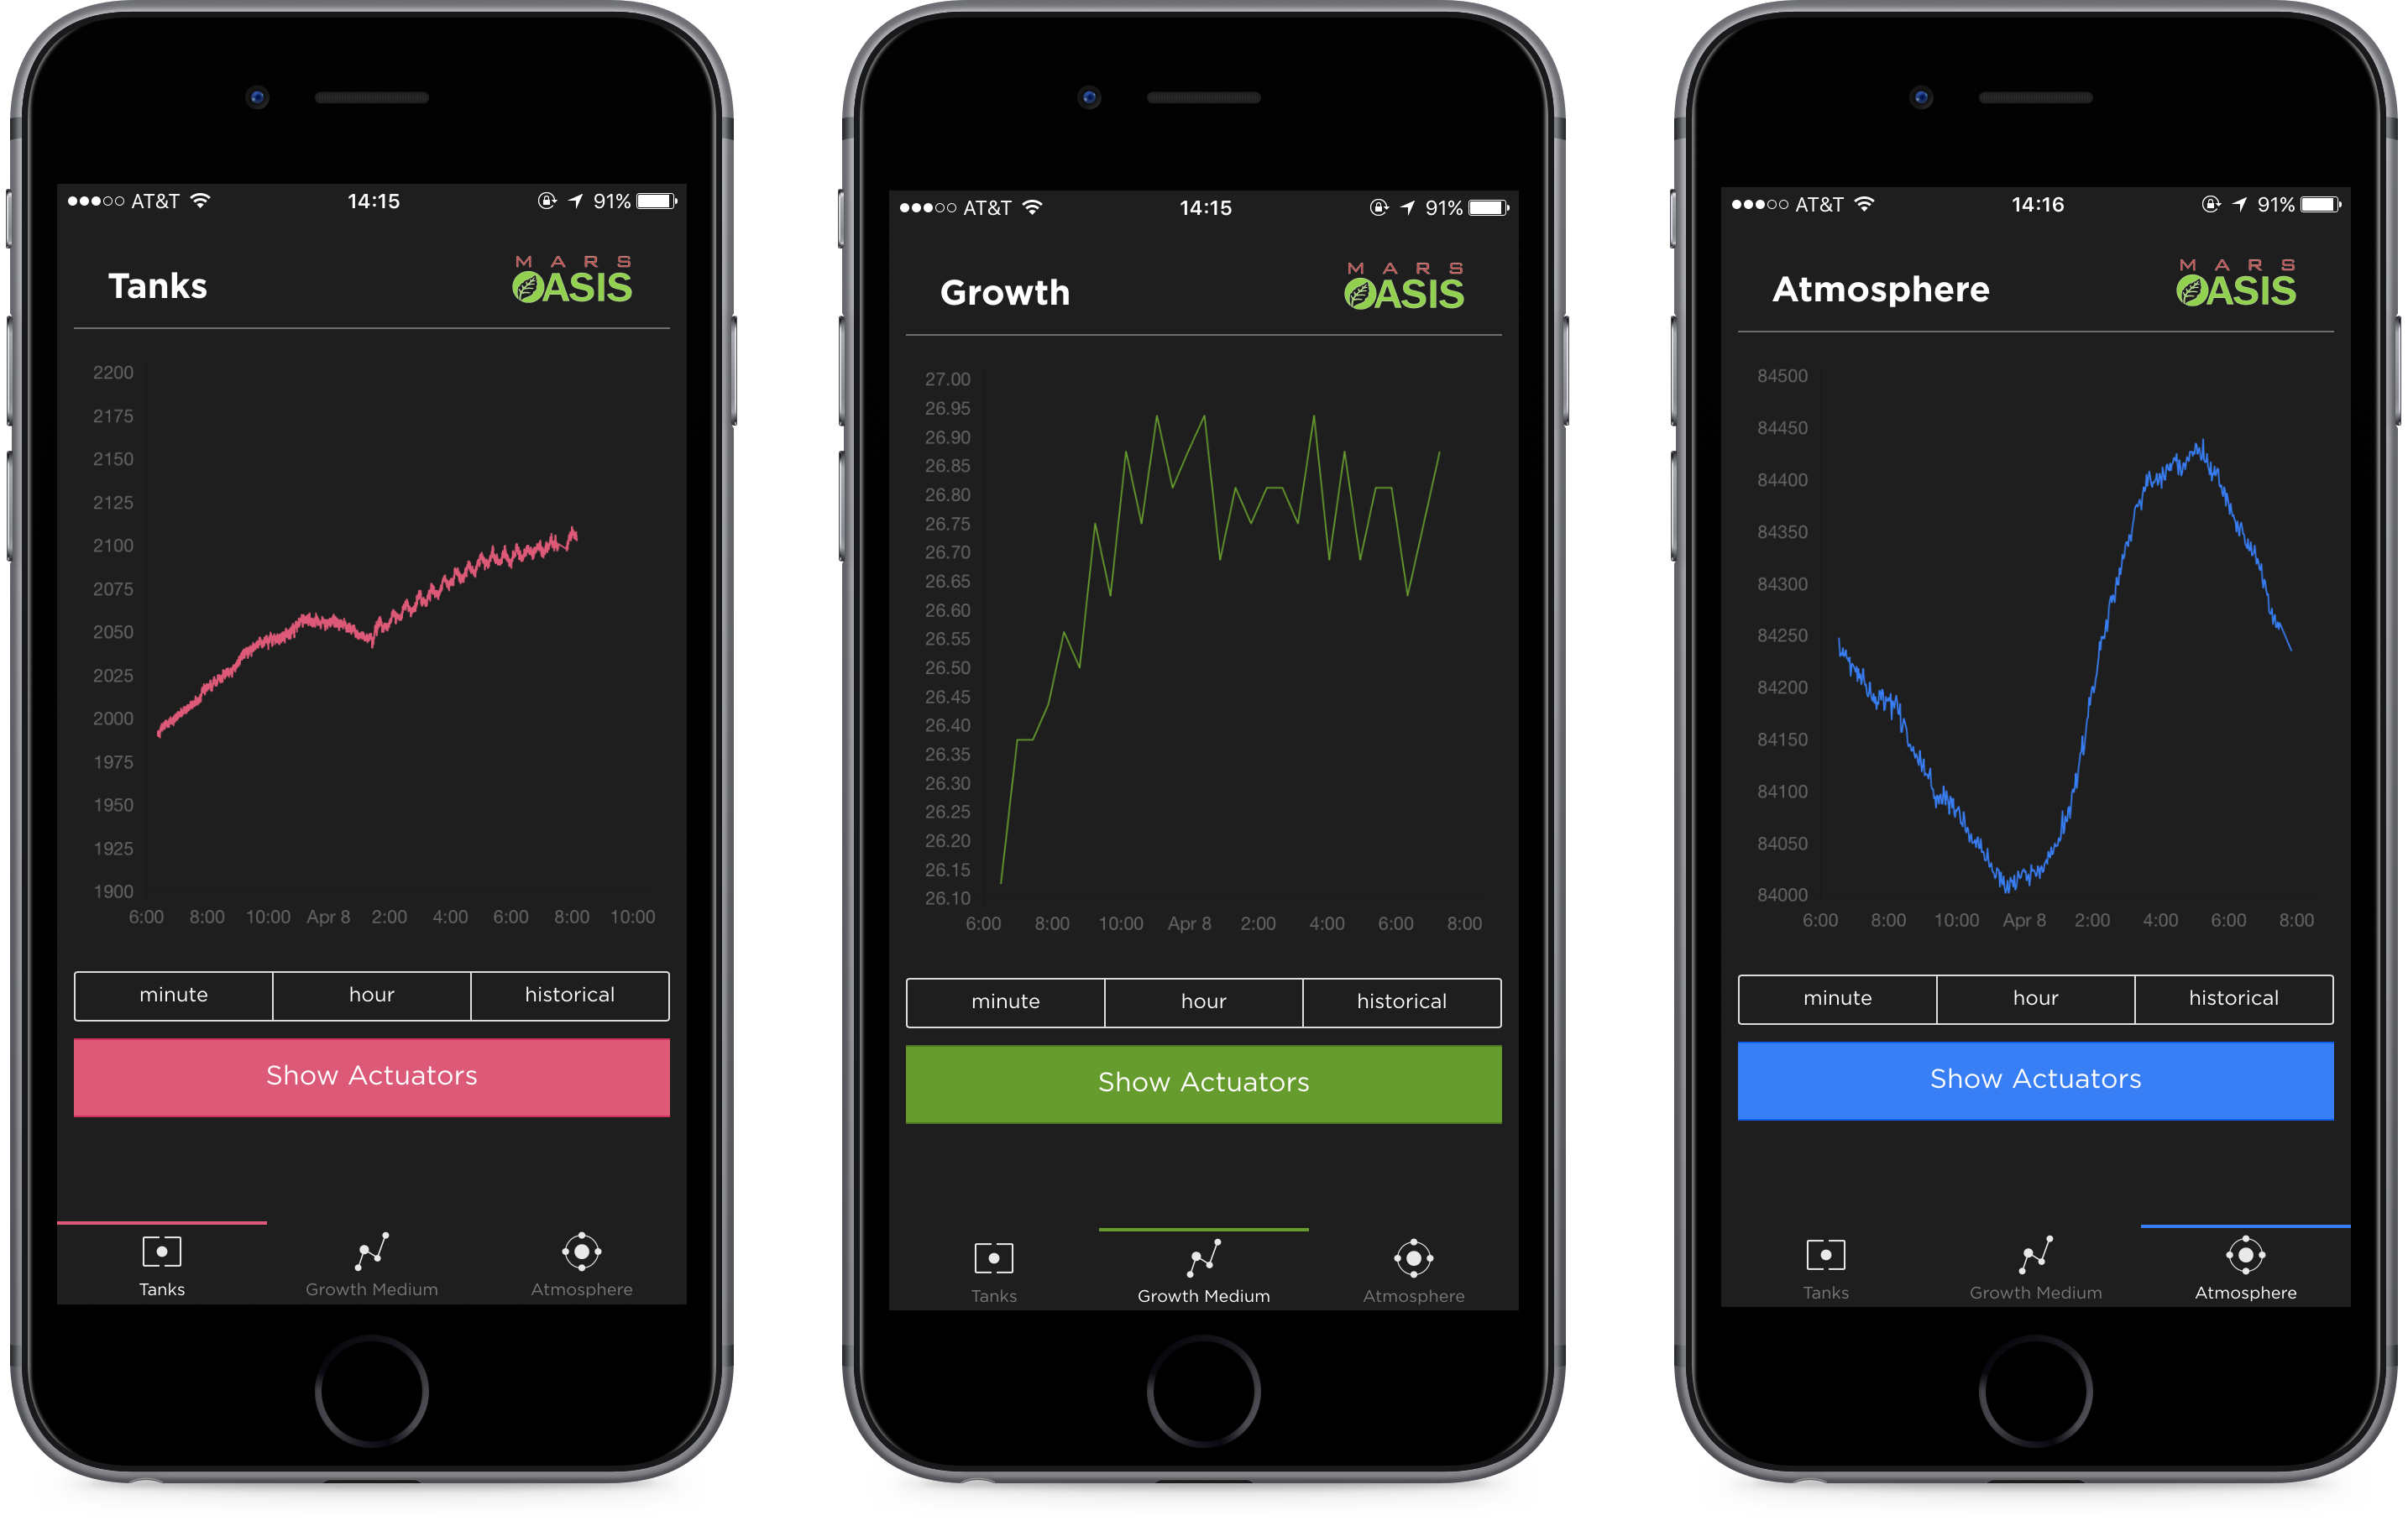 AT&T 14:15 91%
Tanks
MARS
OASIS
2200
2175
2150
2125
2100
2075
2050
2025
2000
1975
1950
1925
1900
6:00 8:00 10:00 Apr 8 2:00 4:00 6:00 8:00 10:00
minute hour historical
Show Actuators
Tanks Growth Medium Atmosphere
AT&T 14:15 91%
Growth
MARS
OASIS
27.00
26.95
26.90
26.85
26.80
26.75
26.70
26.65
26.60
26.55
26.50
26.45
26.40
26.35
26.30
26.25
26.20
26.15
26.10
6:00 8:00 10:00 Apr 8 2:00 4:00 6:00 8:00
minute hour historical
Show Actuators
Tanks Growth Medium Atmosphere
AT&T 14:16 91%
Atmosphere
MARS
OASIS
84500
84450
84400
84350
84300
84250
84200
84150
84100
84050
84000
6:00 8:00 10:00 Apr 8 2:00 4:00 6:00 8:00
minute hour historical
Show Actuators
Tanks Growth Medium Atmosphere